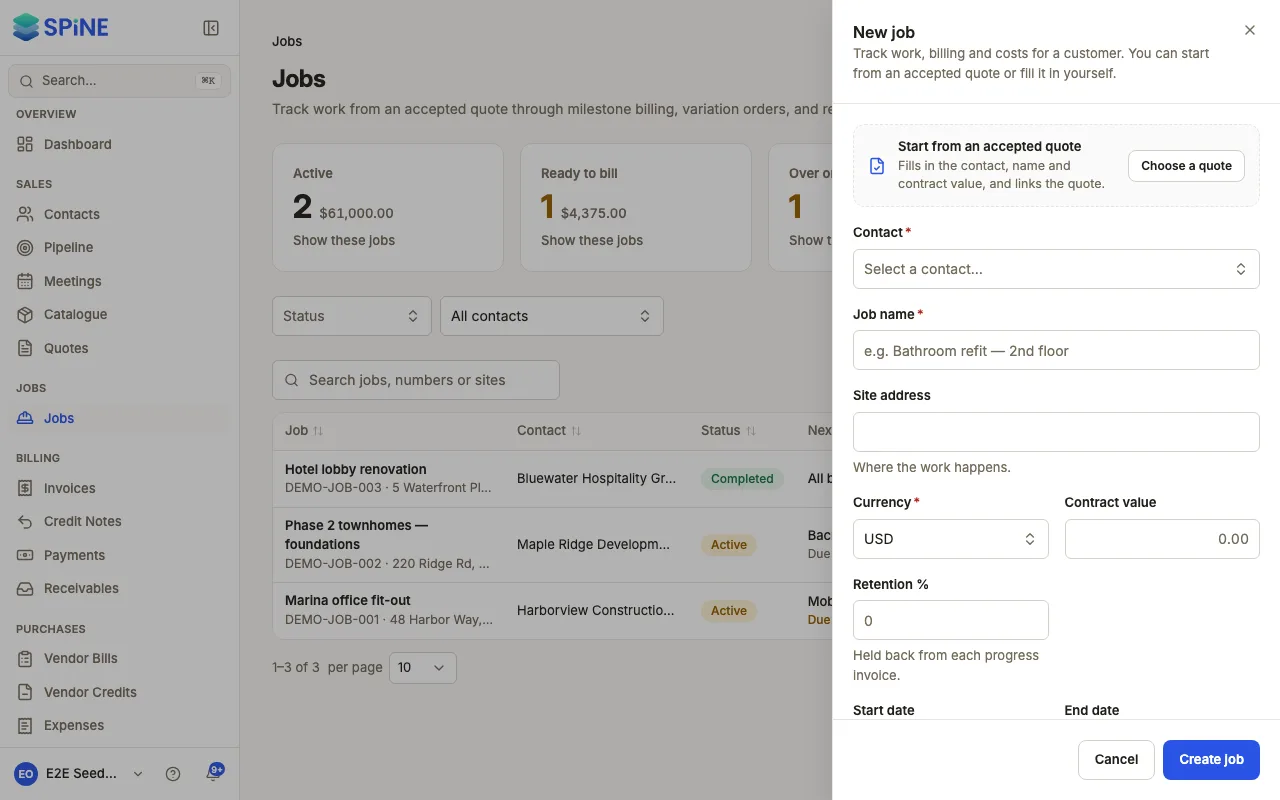 SPiNE
Search...
⌘K
OVERVIEW
Dashboard
SALES
Contacts
Pipeline
Meetings
Catalogue
Quotes
JOBS
Jobs
BILLING
Invoices
Credit Notes
Payments
Receivables
PURCHASES
Vendor Bills
Vendor Credits
Expenses
EO
E2E Seed...
9+
Jobs
Jobs
Track work from an accepted quote through milestone billing, variation orders, and re
Active
2 $61,000.00
Show these jobs
Ready to bill
1 $4,375.00
Show these jobs
Over
1
Show
Status
All contacts
Search jobs, numbers or sites
Job
Contact
Status
Hotel lobby renovation
DEMO-JOB-003 · 5 Waterfront Pl...
Bluewater Hospitality Gr...
Completed
All
Phase 2 townhomes —
foundations
DEMO-JOB-002 · 220 Ridge Rd, ...
Maple Ridge Developm...
Active
Due
Marina office fit-out
DEMO-JOB-001 · 48 Harbor Way,...
Harborview Constructio...
Active
Due
1–3 of 3 per page 10
New job
Track work, billing and costs for a customer. You can start
from an accepted quote or fill it in yourself.
Start from an accepted quote
Fills in the contact, name and
contract value, and links the quote.
Choose a quote
Contact*
Select a contact...
Job name*
e.g. Bathroom refit — 2nd floor
Site address
Where the work happens.
Currency*
USD
Contract value
0.00
Retention %
0
Held back from each progress
invoice.
Start date
End date
Cancel
Create job